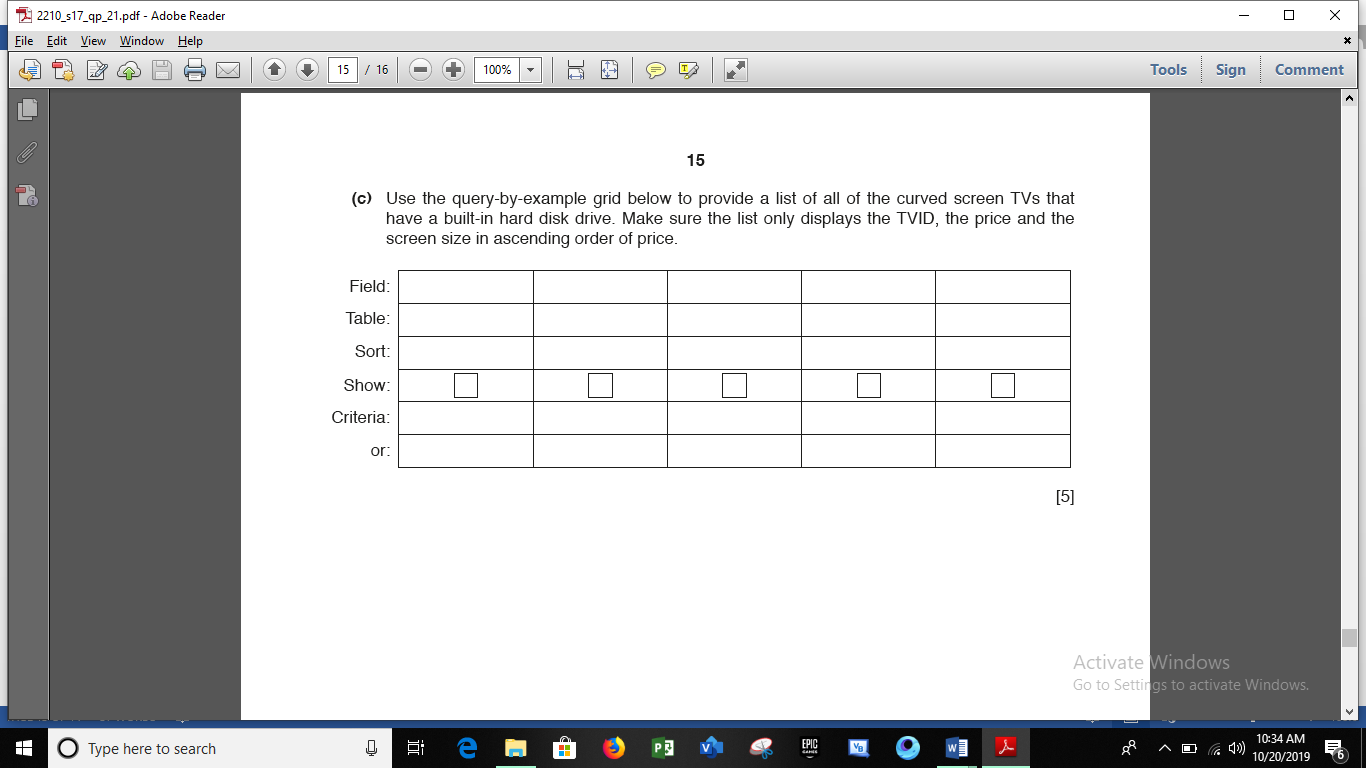 2210_s17_qp_21.pdf - Adobe Reader
File Edit View Window Help
15 / 16 100% Tools Sign Comment
15
(c) Use the query-by-example grid below to provide a list of all of the curved screen TVs that
have a built-in hard disk drive. Make sure the list only displays the TVID, the price and the
screen size in ascending order of price.
Field:
Table:
Sort:
Show:
Criteria:
or:
[5]
Activate Windows
Go to Settings to activate Windows.
Type here to search
10:34 AM
10/20/2019
6